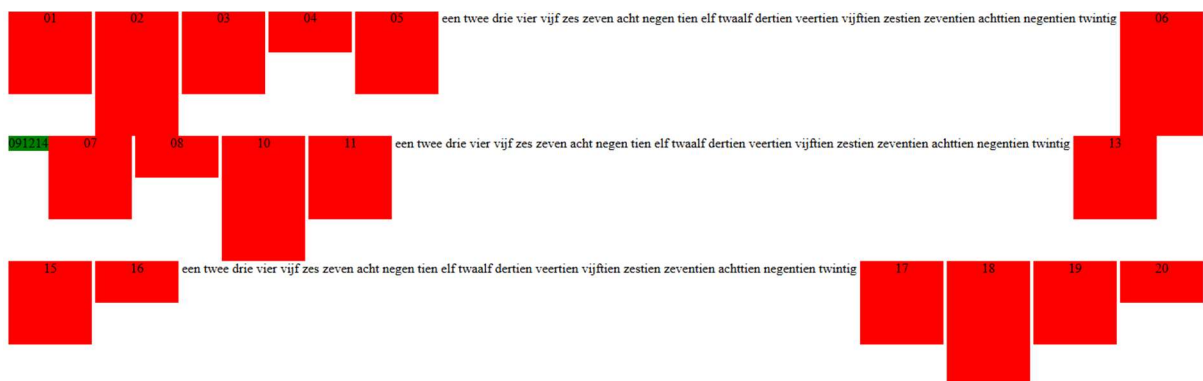 01 02 03 04 05 een twee drie vier vijf zes zeven acht negen tien elf twaalf dertien veertien vijftien zestien zeventien achttien negentien twintig 06
091214 07 08 10 11 een twee drie vier vijf zes zeven acht negen tien elf twaalf dertien veertien vijftien zestien zeventien achttien negentien twintig 13
15 16 een twee drie vier vijf zes zeven acht negen tien elf twaalf dertien veertien vijftien zestien zeventien achttien negentien twintig 17 18 19 20